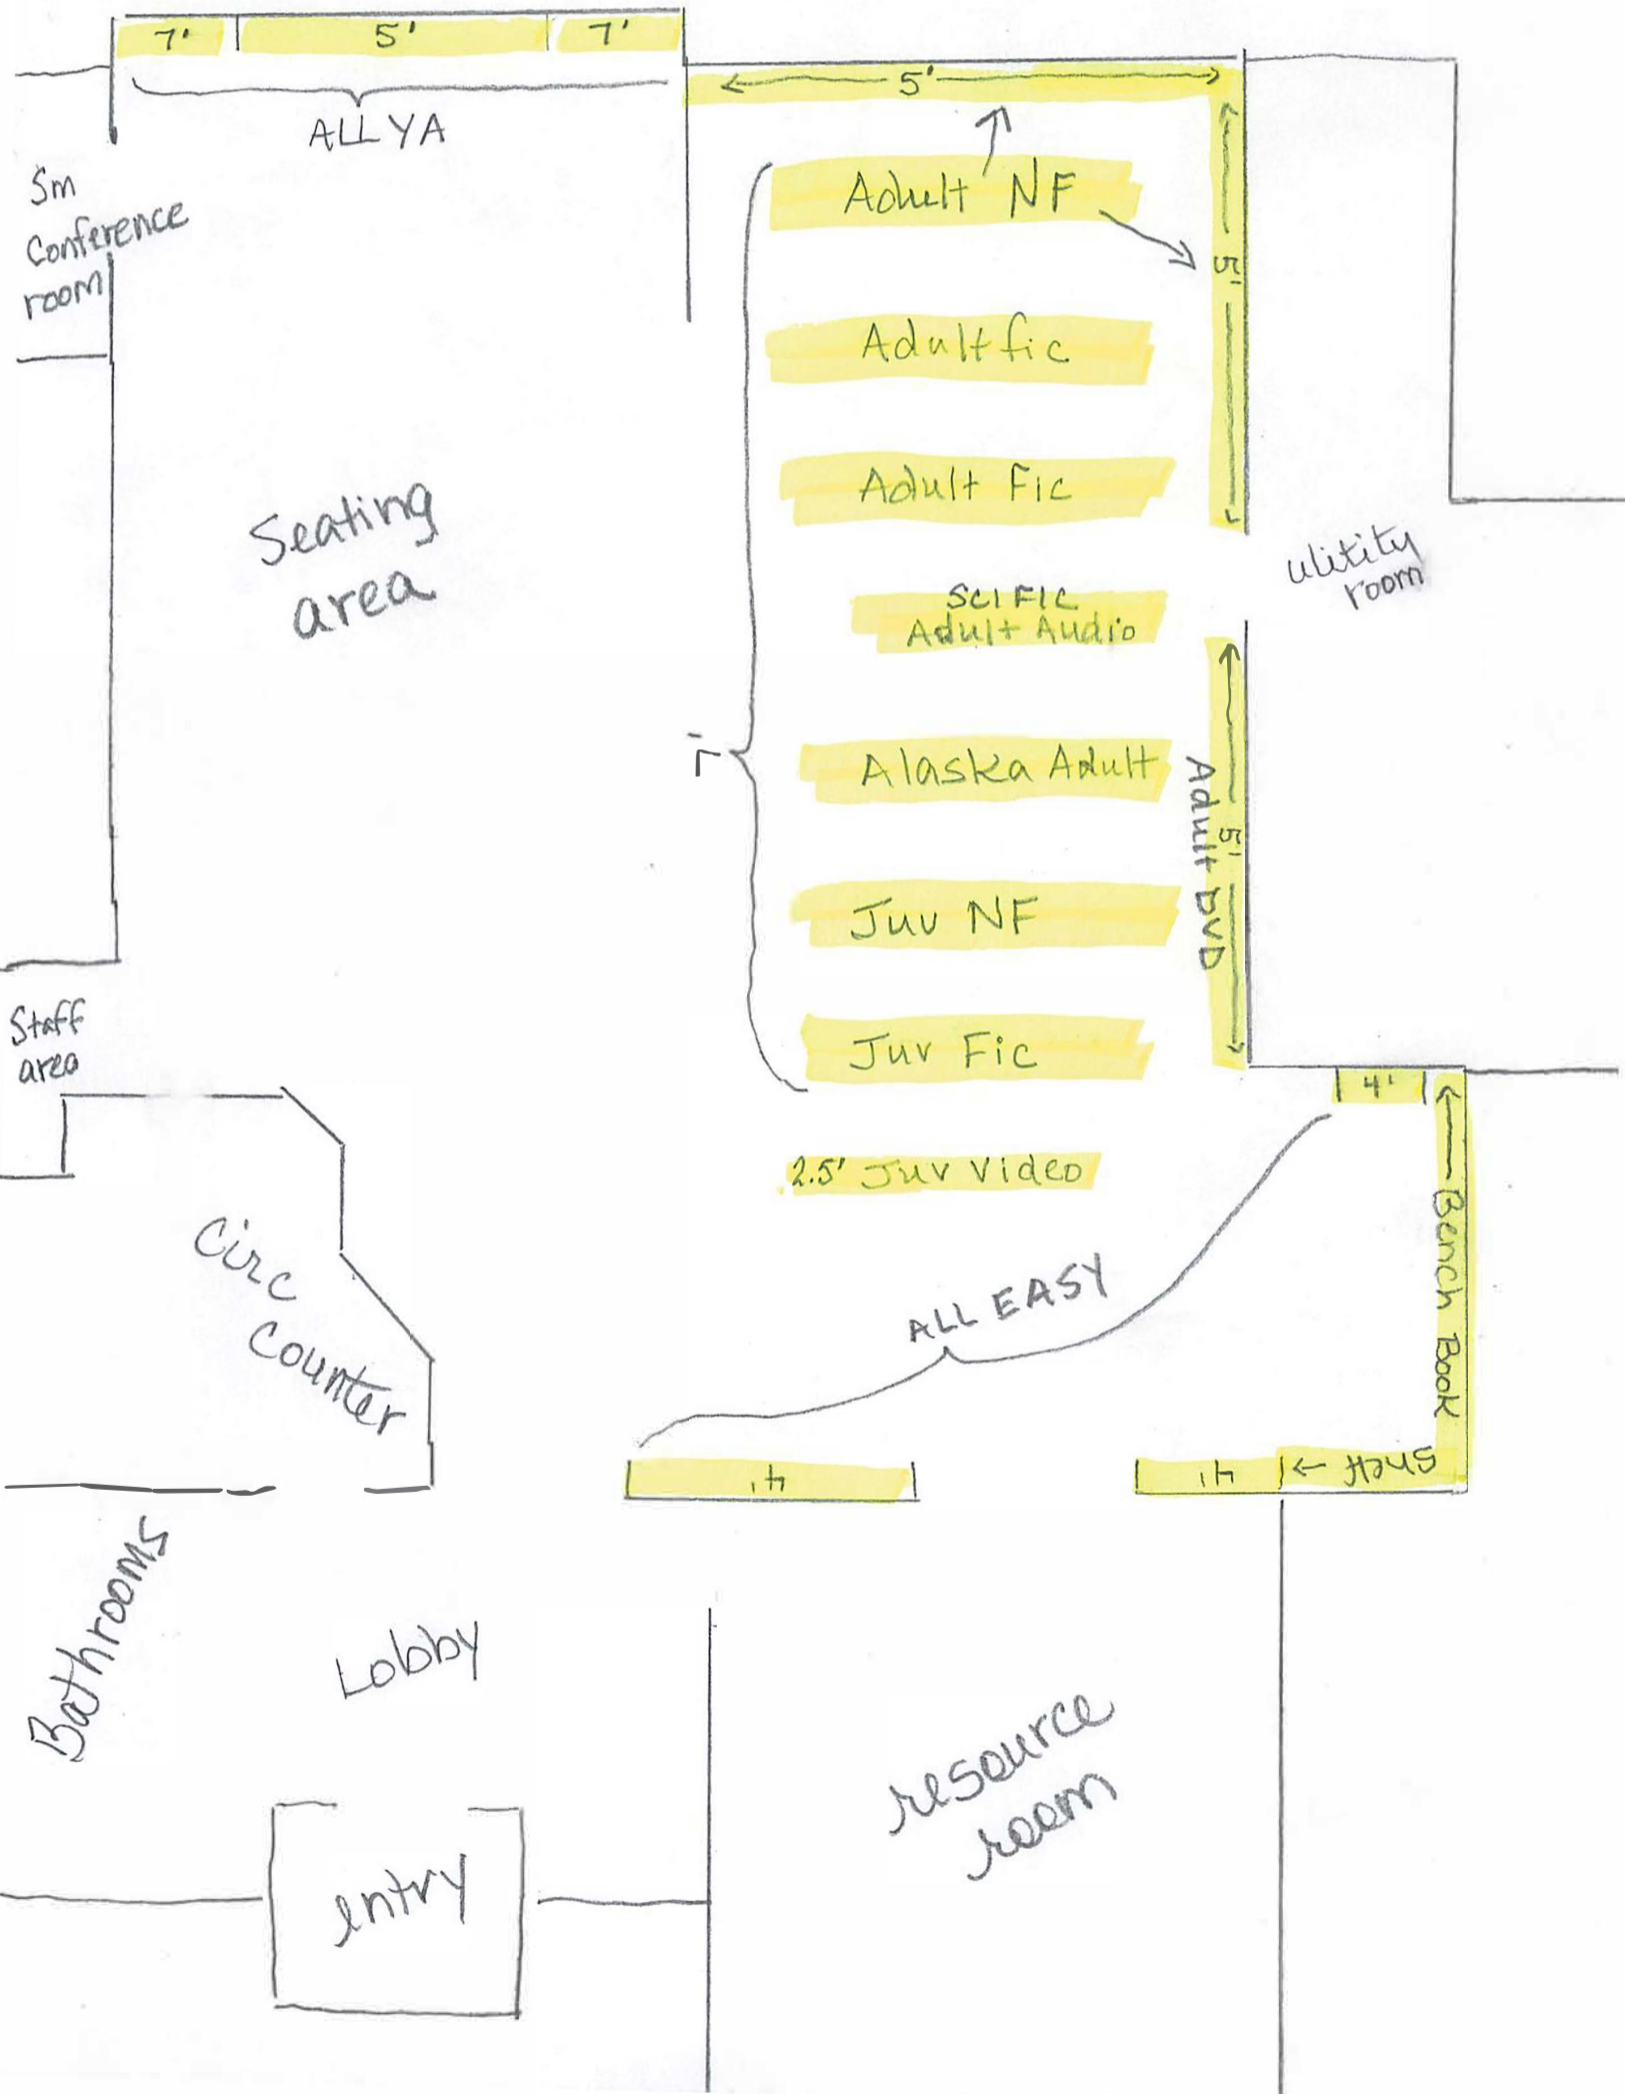 7' 5' 7'
ALL YA
5'
Sm
Conference
room
Adult NF
5'
Adult fic
Adult Fic
Seating
area
Ulitity
room
SCI FIC
Adult Audio
7'
Alaska Adult
5'
Adult DVD
Juv NF
Staff
area
Juv Fic
4'
2.5' Juv Video
Circ
Counter
ALL EASY
Bench Book
Shelf
4'
4'
Bathrooms
Lobby
resource
room
entry